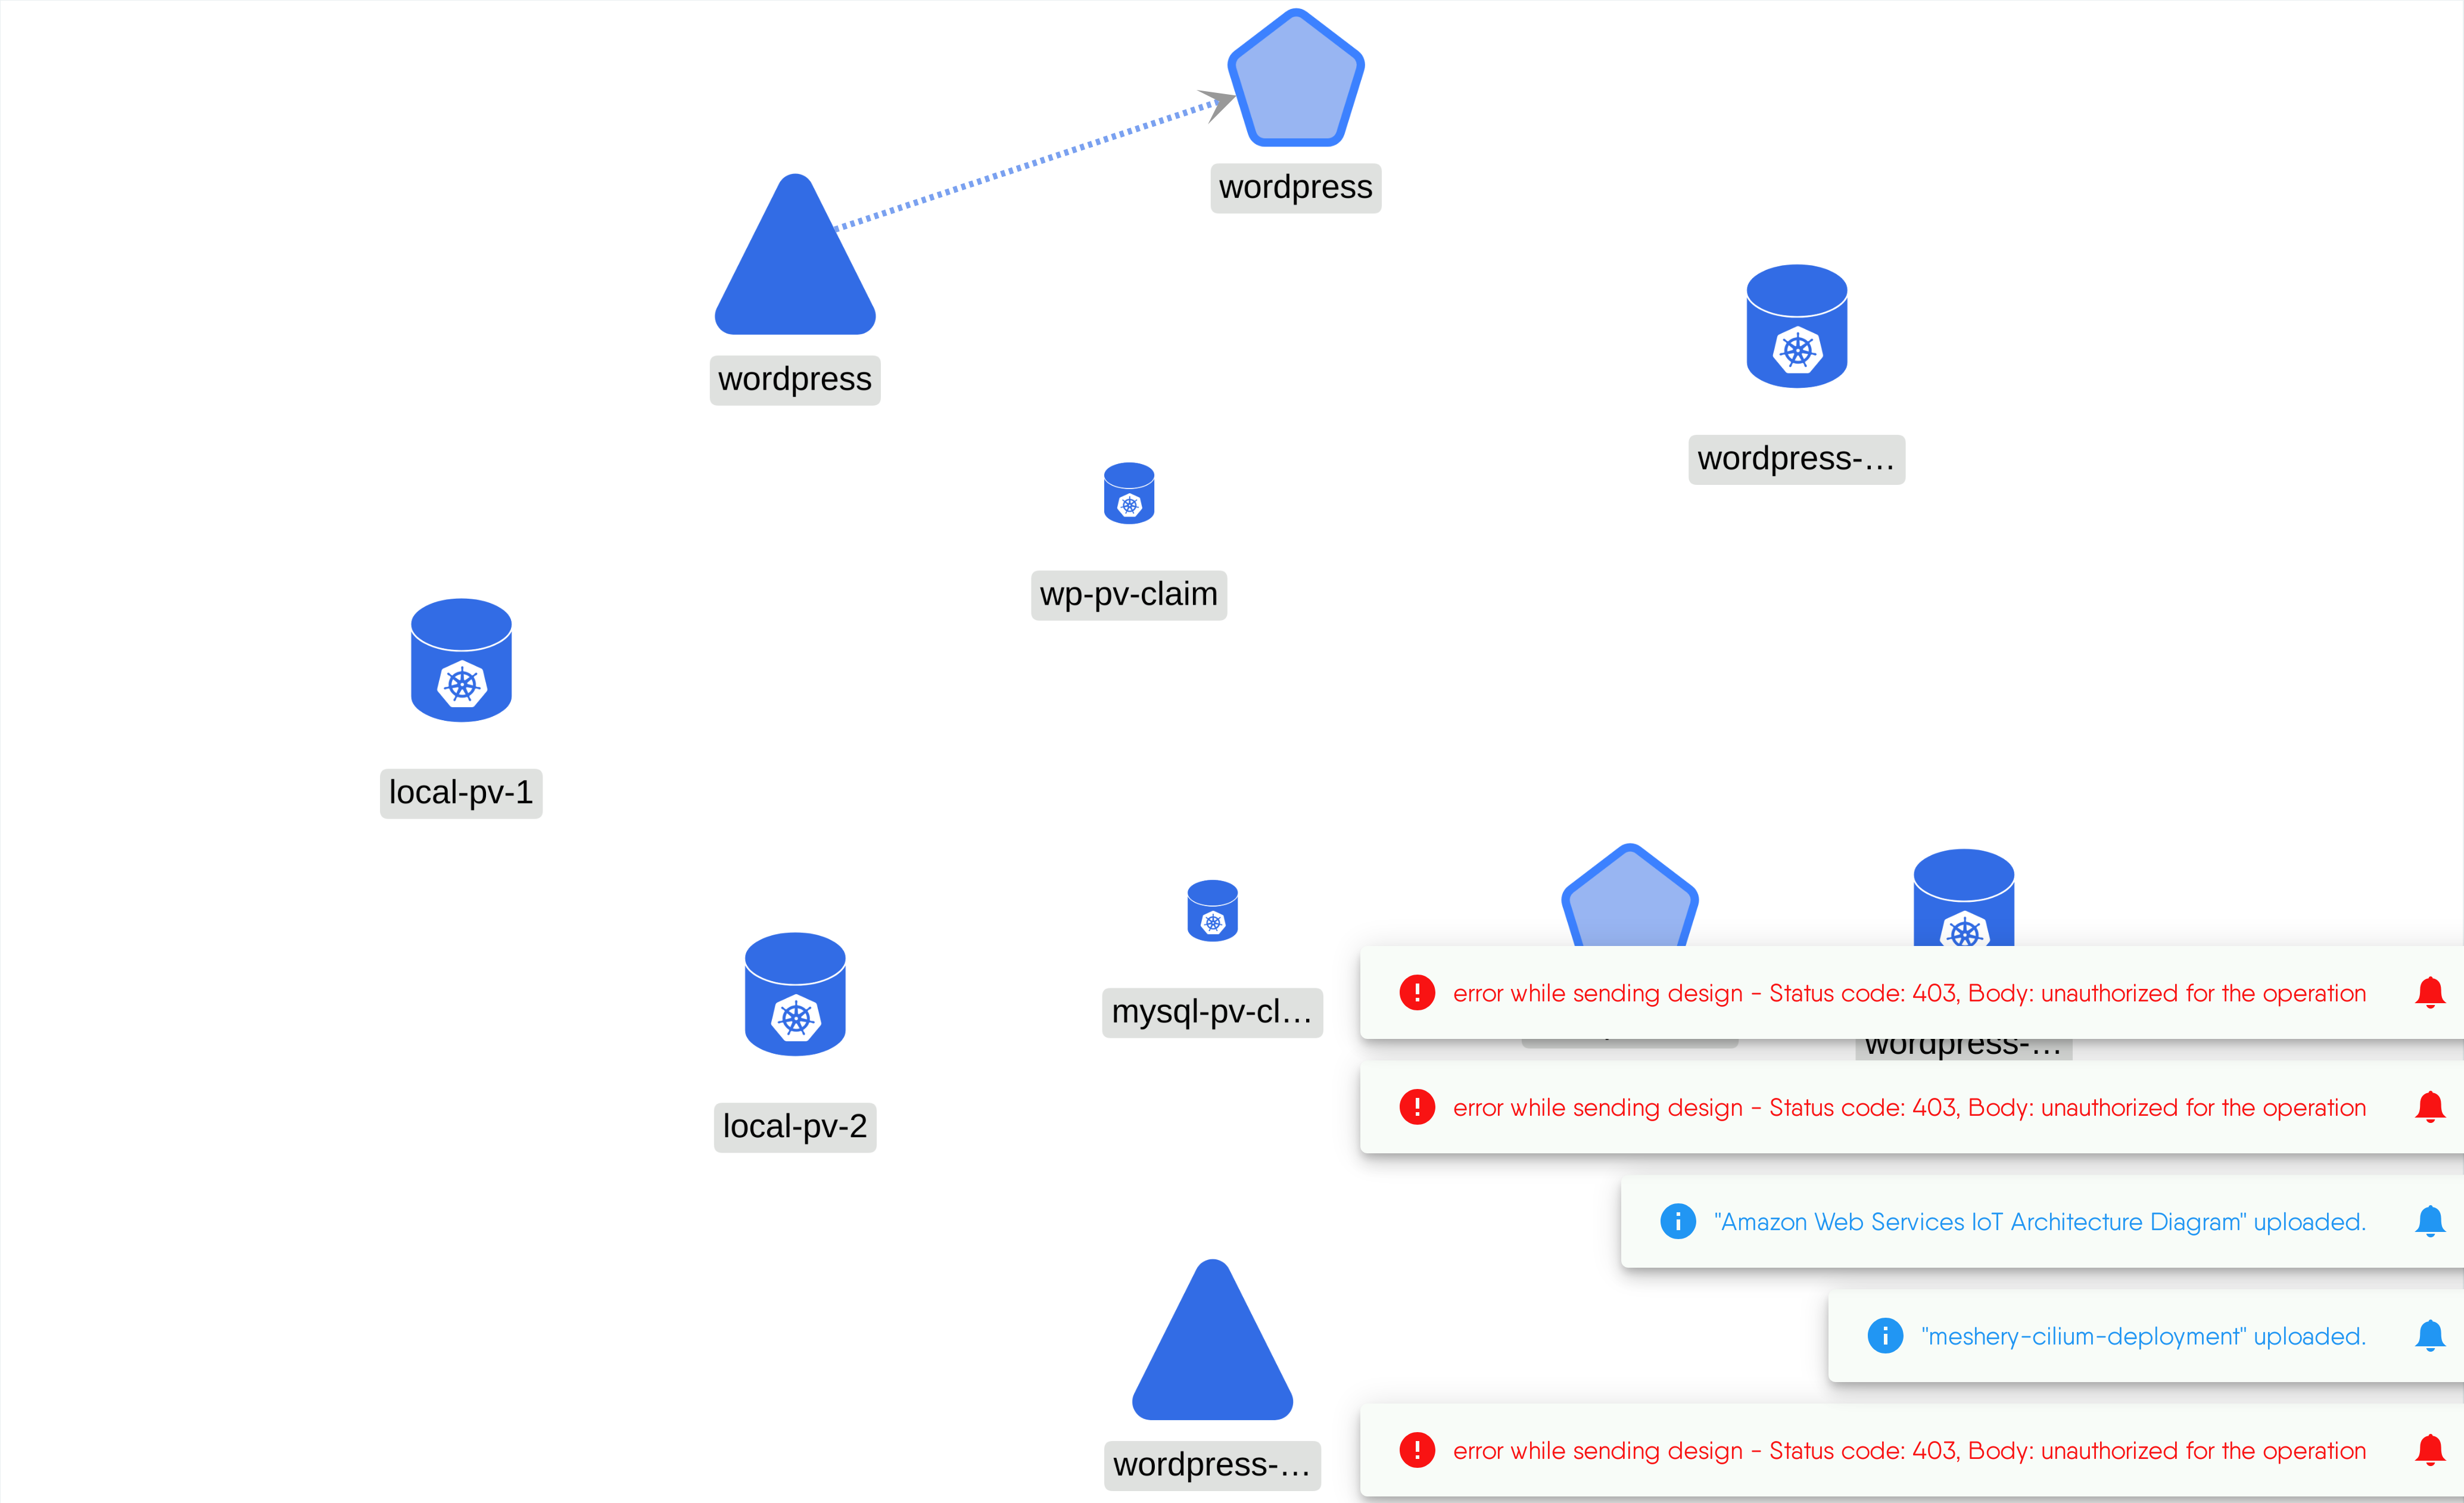 wordpress
wordpress
wordpress-...
wp-pv-claim
local-pv-1
mysql-pv-cl...
error while sending design - Status code: 403, Body: unauthorized for the operation
wordpress-...
local-pv-2
error while sending design - Status code: 403, Body: unauthorized for the operation
"Amazon Web Services IoT Architecture Diagram" uploaded.
"meshery-cilium-deployment" uploaded.
error while sending design - Status code: 403, Body: unauthorized for the operation
wordpress-...